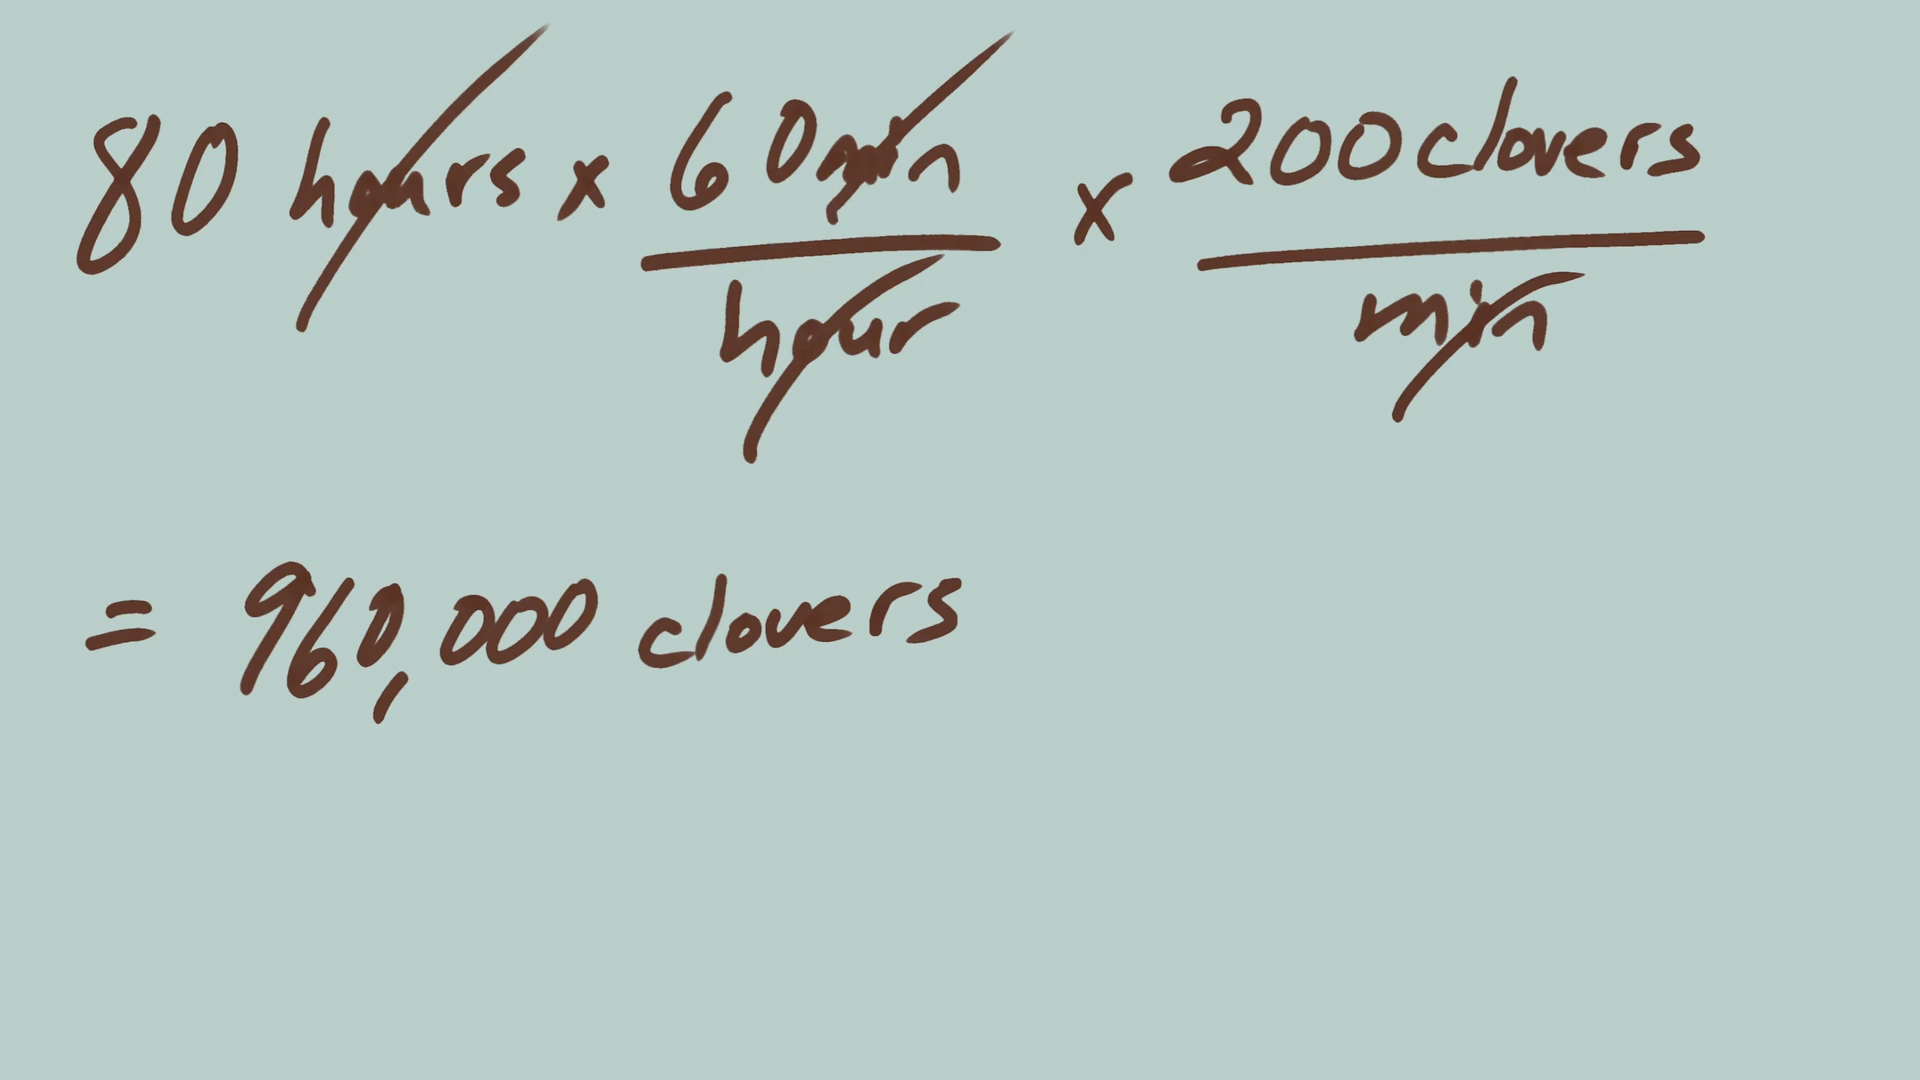 80 hours x 60 min x 200 clovers
hour min
= 960,000 clovers